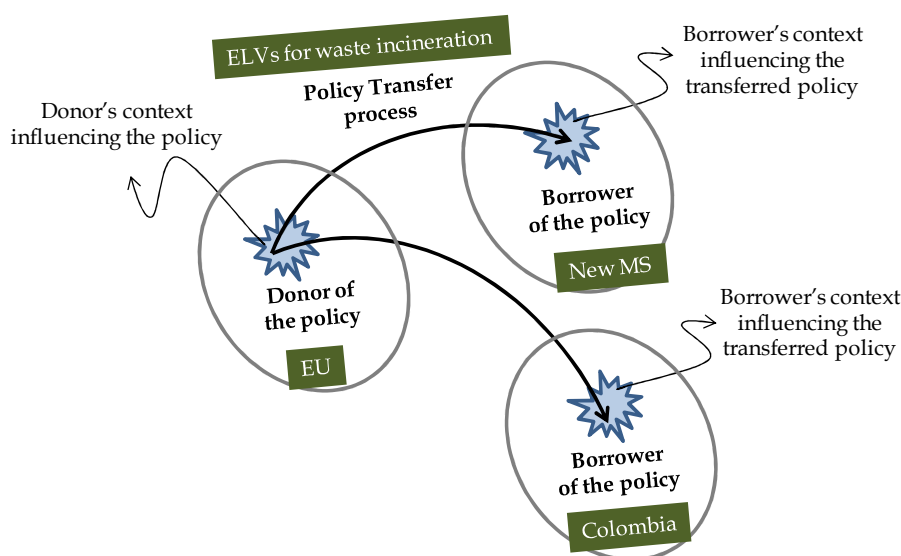 ELVs for waste incineration
Policy Transfer
process
Donor’s context
influencing the policy
Borrower’s context
influencing the
transferred policy
Borrower
of the policy
New MS
Donor of
the policy
EU
Borrower’s context
influencing the
transferred policy
Borrower
of the policy
Colombia